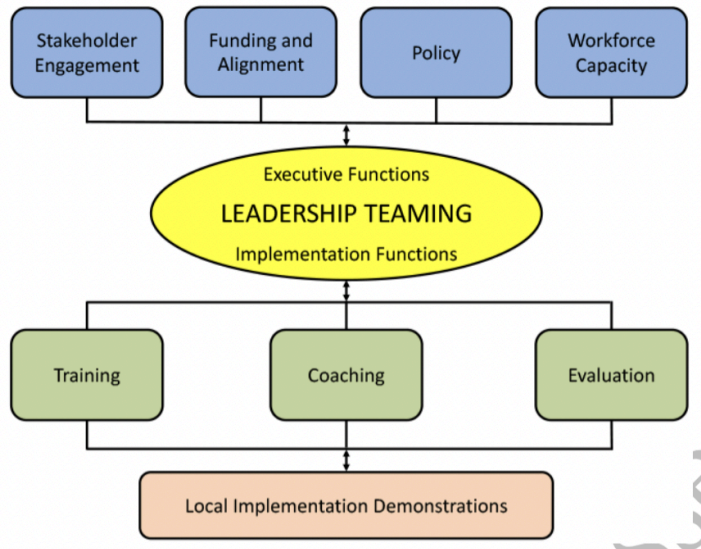 Stakeholder
Engagement
Funding and
Alignment
Policy
Workforce
Capacity
Executive Functions
LEADERSHIP TEAMING
Implementation Functions
Training
Coaching
Evaluation
Local Implementation Demonstrations